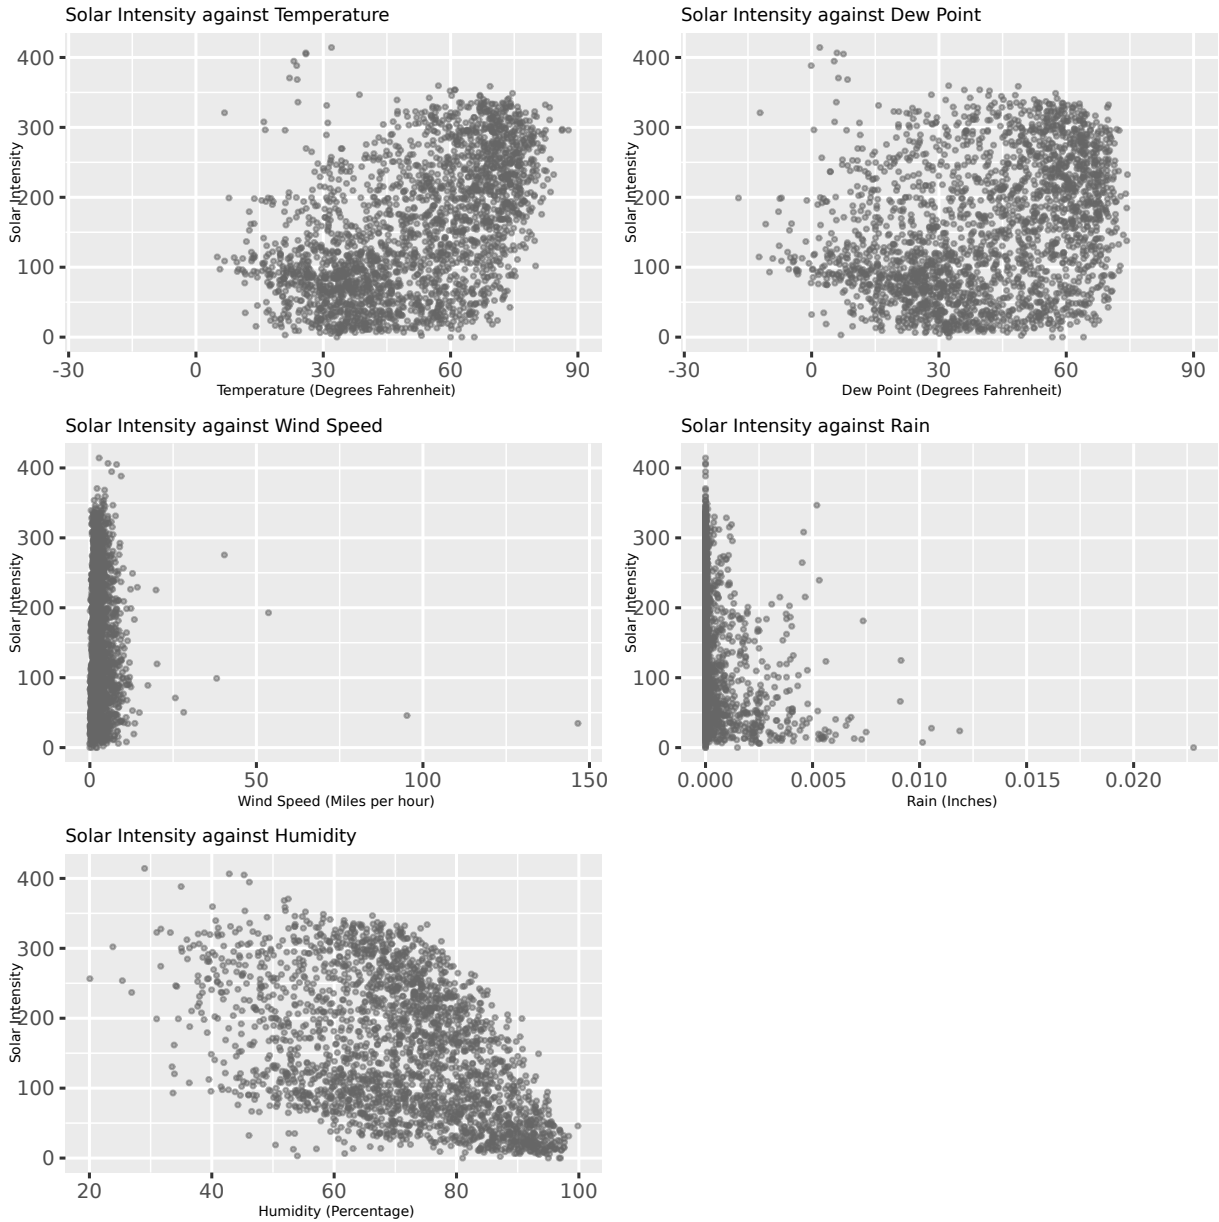 Solar Intensity against Temperature
Solar Intensity
400
300
200
100
0
-30 0 30 60 90
Temperature (Degrees Fahrenheit)
Solar Intensity against Dew Point
Solar Intensity
400
300
200
100
0
-30 0 30 60 90
Dew Point (Degrees Fahrenheit)
Solar Intensity against Wind Speed
Solar Intensity
400
300
200
100
0
0 50 100 150
Wind Speed (Miles per hour)
Solar Intensity against Rain
Solar Intensity
400
300
200
100
0
0.000 0.005 0.010 0.015 0.020
Rain (Inches)
Solar Intensity against Humidity
Solar Intensity
400
300
200
100
0
20 40 60 80 100
Humidity (Percentage)